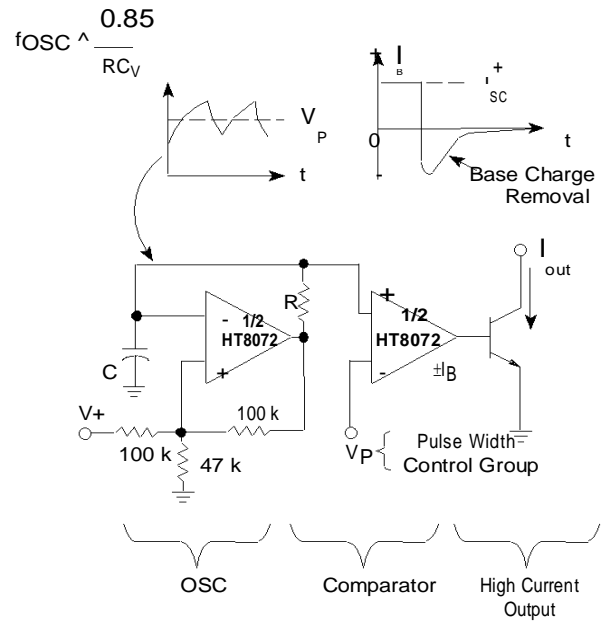 fOSC ^ 0.85
RCV
VP
t
+ IB
+
ISC
0
t
-
Base Charge
Removal
Iout
R
- 1/2
HT8072
+
+
1/2
HT8072
-
±IB
C
V+
100 k
100 k
47 k
VP
Pulse Width
Control Group
OSC
Comparator
High Current
Output